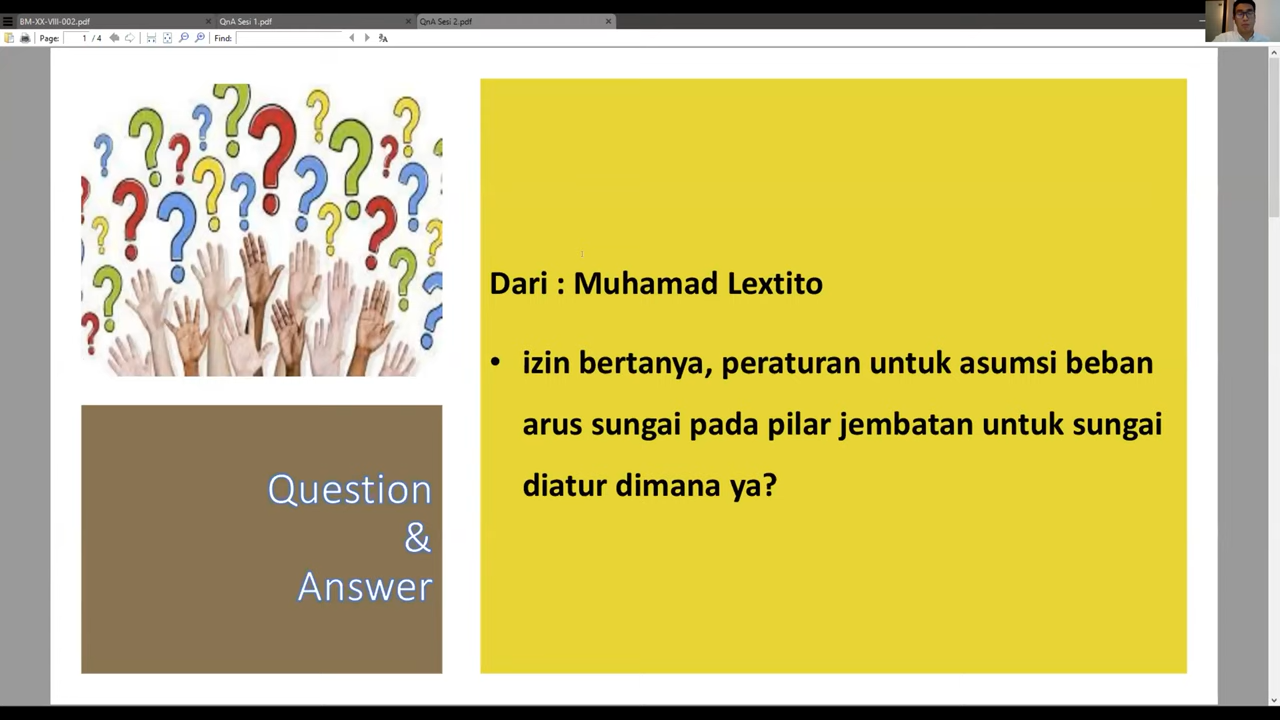 BM-XX-VIII-002.pdf
QnA Sesi 1.pdf
QnA Sesi 2.pdf
Page: 1 / 4
Find:
Dari : Muhamad Lextito
• izin bertanya, peraturan untuk asumsi beban
arus sungai pada pilar jembatan untuk sungai
diatur dimana ya?
Question
&
Answer